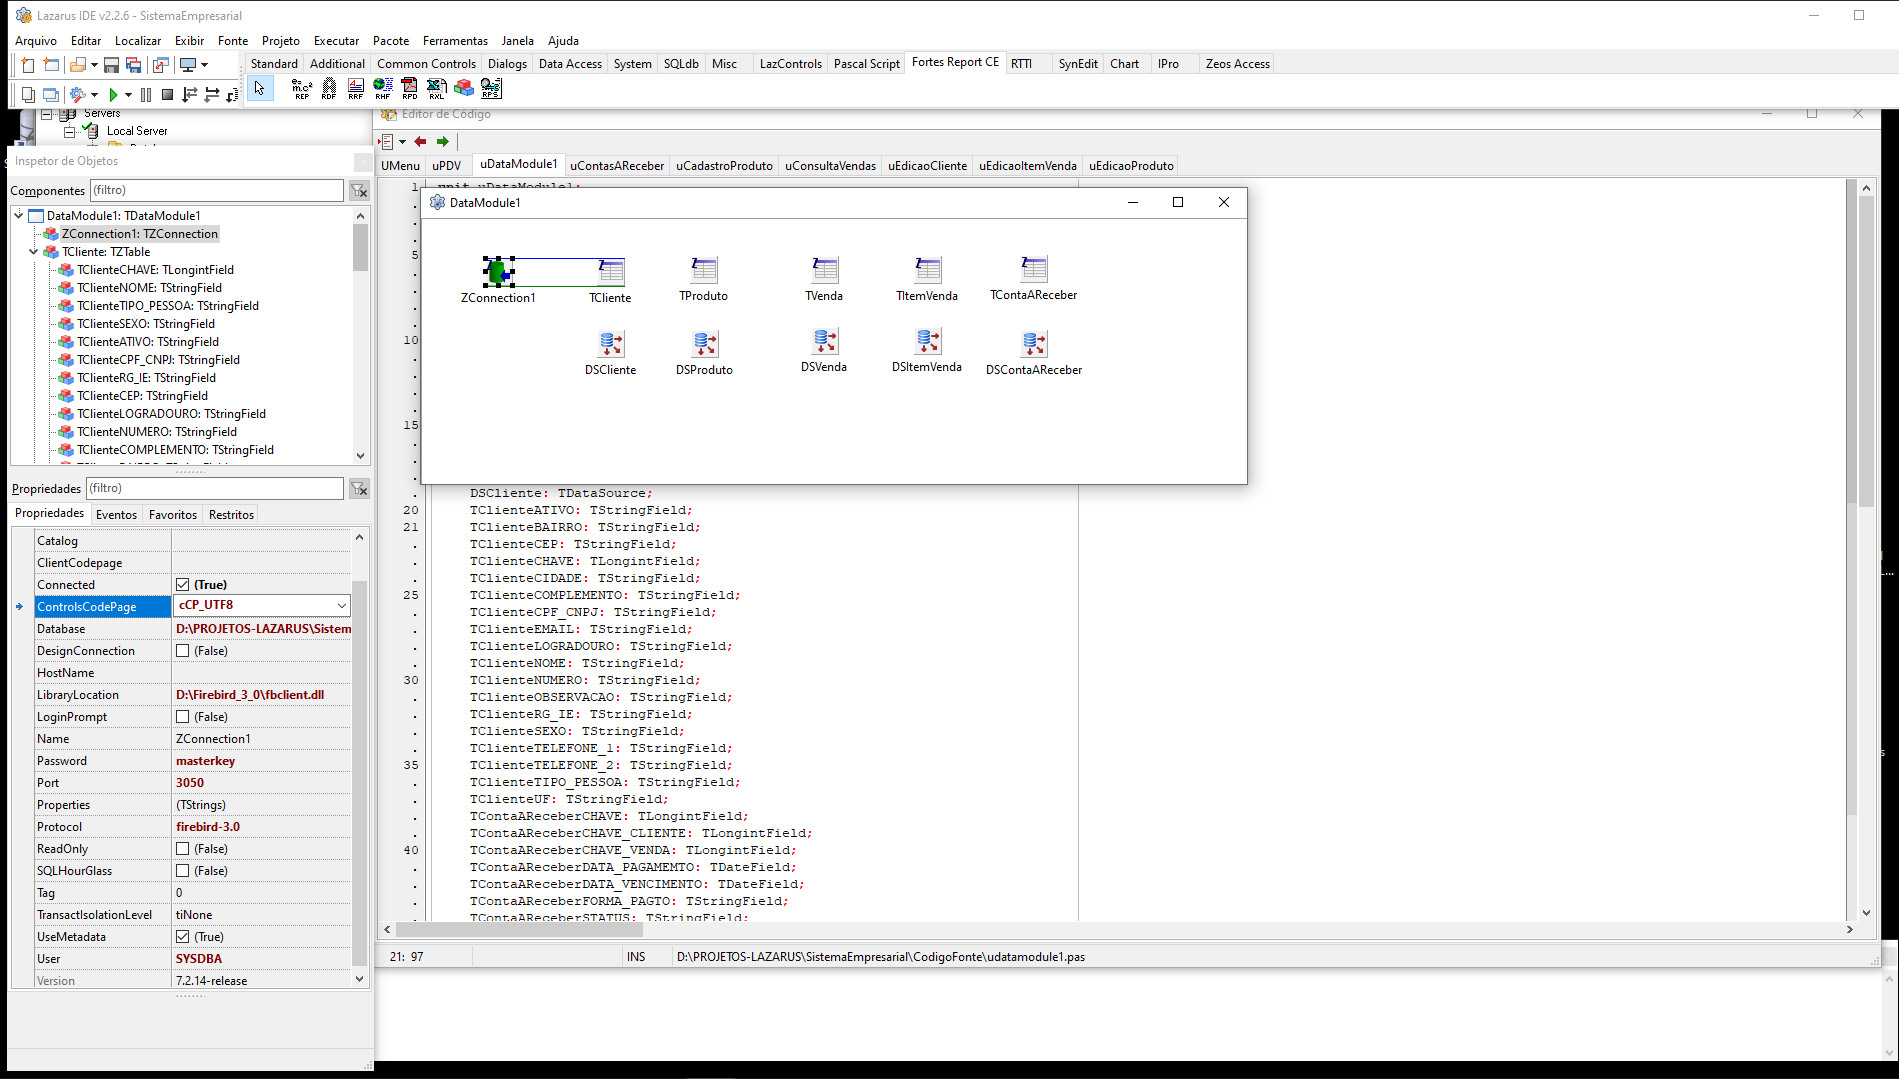 Lazarus IDE v2.2.6 - SistemaEmpresarial
Arquivo Editar Localizar Exibir Fonte Projeto Executar Pacote Ferramentas Janela Ajuda
Standard Additional Common Controls Dialogs Data Access System SQLdb Misc LazControls Pascal Script Fortes Report CE RTTI SynEdit Chart IPro Zeos Access
REP RDF RRF RHF RPD RXL RPS
Servers
Local Server
Editor de Código
UMenu uPDV uDataModule1 uContasAReceber uCadastroProduto uConsultaVendas uEdicaoCliente uEdicaoItemVenda uEdicaoProduto
Inspetor de Objetos
Componentes (filtro)
DataModule1: TDataModule1
ZConnection1: TZConnection
TCliente: TZTable
TClienteCHAVE: TLongintField
TClienteNOME: TStringField
TClienteTIPO_PESSOA: TStringField
TClienteSEXO: TStringField
TClienteATIVO: TStringField
TClienteCPF_CNPJ: TStringField
TClienteRG_IE: TStringField
TClienteCEP: TStringField
TClienteLOGRADOURO: TStringField
TClienteNUMERO: TStringField
TClienteCOMPLEMENTO: TStringField
Propriedades (filtro)
Propriedades Eventos Favoritos Restritos
Catalog
ClientCodepage
Connected (True)
ControlsCodePage cCP_UTF8
Database D:\PROJETOS-LAZARUS\Sistem
DesignConnection (False)
HostName
LibraryLocation D:\Firebird_3_0\fbclient.dll
LoginPrompt (False)
Name ZConnection1
Password masterkey
Port 3050
Properties (TStrings)
Protocol firebird-3.0
ReadOnly (False)
SQLHourGlass (False)
Tag 0
TransactIsolationLevel tiNone
UseMetadata (True)
User SYSDBA
Version 7.2.14-release
1 unit uDataModule1;
DataModule1
ZConnection1 TCliente TProduto TVenda TItemVenda TContaAReceber
DSCliente DSProduto DSVenda DSItemVenda DSContaAReceber
5
10
15
. DSCliente: TDataSource;
20 TClienteATIVO: TStringField;
21 TClienteBAIRRO: TStringField;
. TClienteCEP: TStringField;
. TClienteCHAVE: TLongintField;
. TClienteCIDADE: TStringField;
25 TClienteCOMPLEMENTO: TStringField;
. TClienteCPF_CNPJ: TStringField;
. TClienteEMAIL: TStringField;
. TClienteLOGRADOURO: TStringField;
. TClienteNOME: TStringField;
30 TClienteNUMERO: TStringField;
. TClienteOBSERVACAO: TStringField;
. TClienteRG_IE: TStringField;
. TClienteSEXO: TStringField;
. TClienteTELEFONE_1: TStringField;
35 TClienteTELEFONE_2: TStringField;
. TClienteTIPO_PESSOA: TStringField;
. TClienteUF: TStringField;
. TContaAReceberCHAVE: TLongintField;
. TContaAReceberCHAVE_CLIENTE: TLongintField;
40 TContaAReceberCHAVE_VENDA: TLongintField;
. TContaAReceberDATA_PAGAMEMTO: TDateField;
. TContaAReceberDATA_VENCIMENTO: TDateField;
. TContaAReceberFORMA_PAGTO: TStringField;
. TContaAReceberSTATUS: TStringField;
21: 97 INS D:\PROJETOS-LAZARUS\SistemaEmpresarial\CodigoFonte\udatamodule1.pas